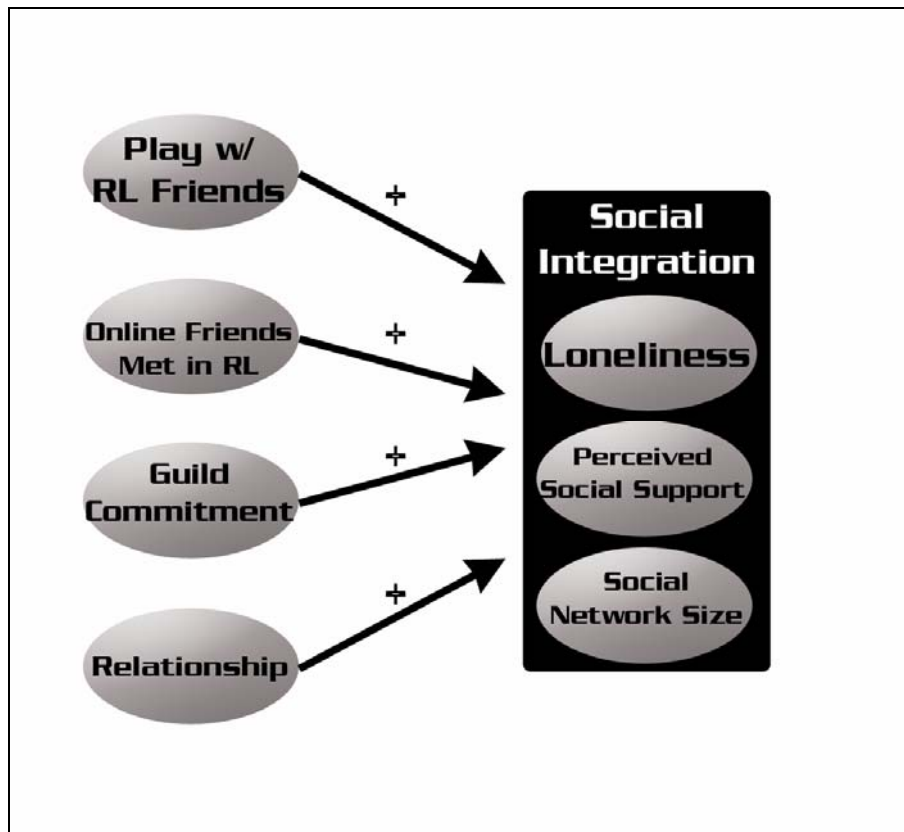 Play w/
RL Friends
+
Online Friends
Met in RL
+
Guild
Commitment
+
Relationship
+
Social
Integration
Loneliness
Perceived
Social Support
Social
Network Size